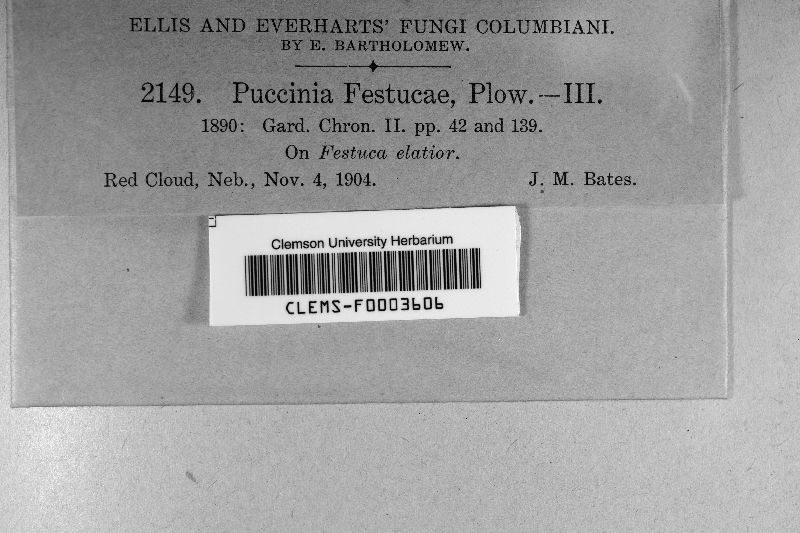 ELLIS AND EVERHARTS' FUNGI COLUMBIANI.
BY E. BARTHOLOMEW.
2149. Puccinia Festucae, Plow.—III.
1890: Gard. Chron. II. pp. 42 and 139.
On Festuca elatior.
Red Cloud, Neb., Nov. 4, 1904. J. M. Bates.
Clemson University Herbarium
CLEMS-F0003606